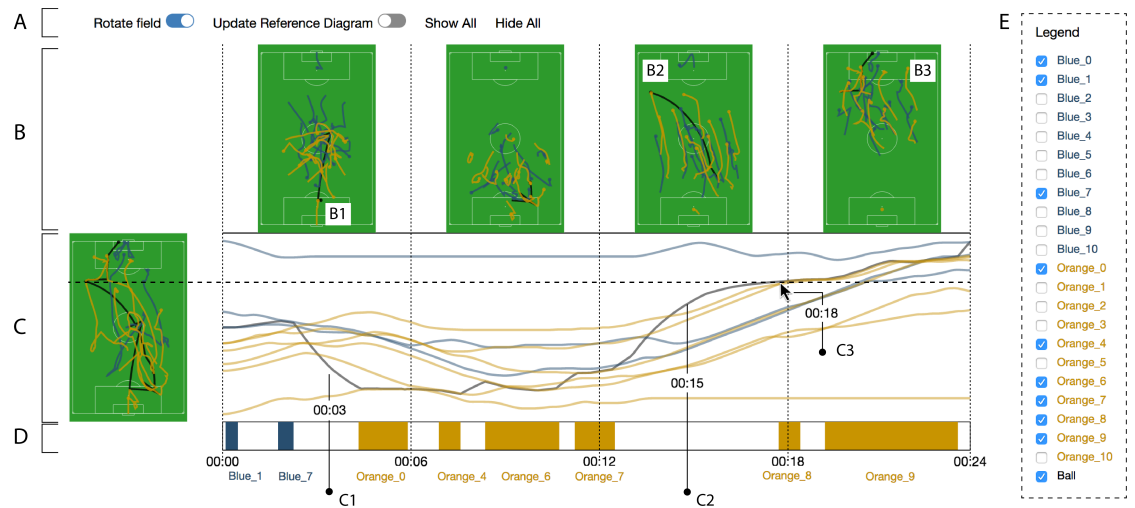 A
Rotate field
Update Reference Diagram
Show All
Hide All
E
Legend
Blue_0
Blue_1
Blue_2
Blue_3
Blue_4
Blue_5
Blue_6
Blue_7
Blue_8
Blue_9
Blue_10
Orange_0
Orange_1
Orange_2
Orange_3
Orange_4
Orange_5
Orange_6
Orange_7
Orange_8
Orange_9
Orange_10
Ball
B
B1
B2
B3
C
00:03
00:15
00:18
C3
D
00:00
00:06
00:12
00:18
00:24
Blue_1
Blue_7
Orange_0
Orange_4
Orange_6
Orange_7
Orange_8
Orange_9
C1
C2